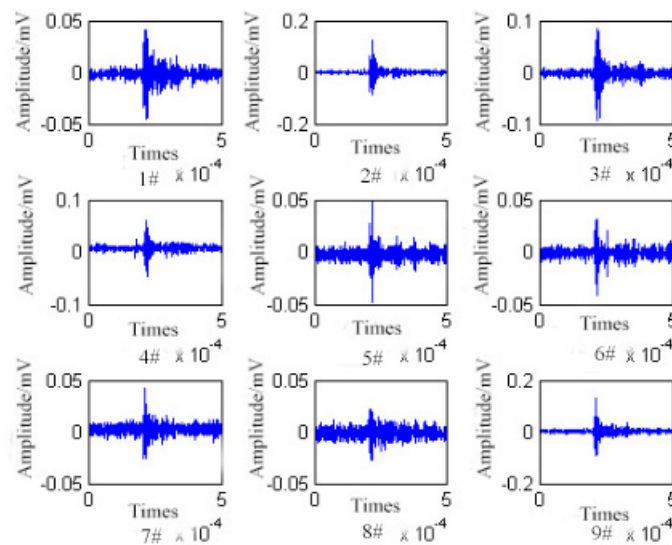 0.05 0.2 0.1
Amplitude/mV 0 Amplitude/mV 0 Amplitude/mV 0
-0.05 -0.2 -0.1
0 Times 5 0 Times 5 0 Times 5
1# x 10-4 2# x 10-4 3# x 10-4
0.1 0.05 0.05
Amplitude/mV 0 Amplitude/mV 0 Amplitude/mV 0
-0.1 -0.05 -0.05
0 Times 5 0 Times 5 0 Times 5
4# x 10-4 5# x 10-4 6# x 10-4
0.05 0.05 0.2
Amplitude/mV 0 Amplitude/mV 0 Amplitude/mV 0
-0.05 -0.05 -0.2
0 Times 5 0 Times 5 0 Times 5
7# x 10-4 8# x 10-4 9# x 10-4